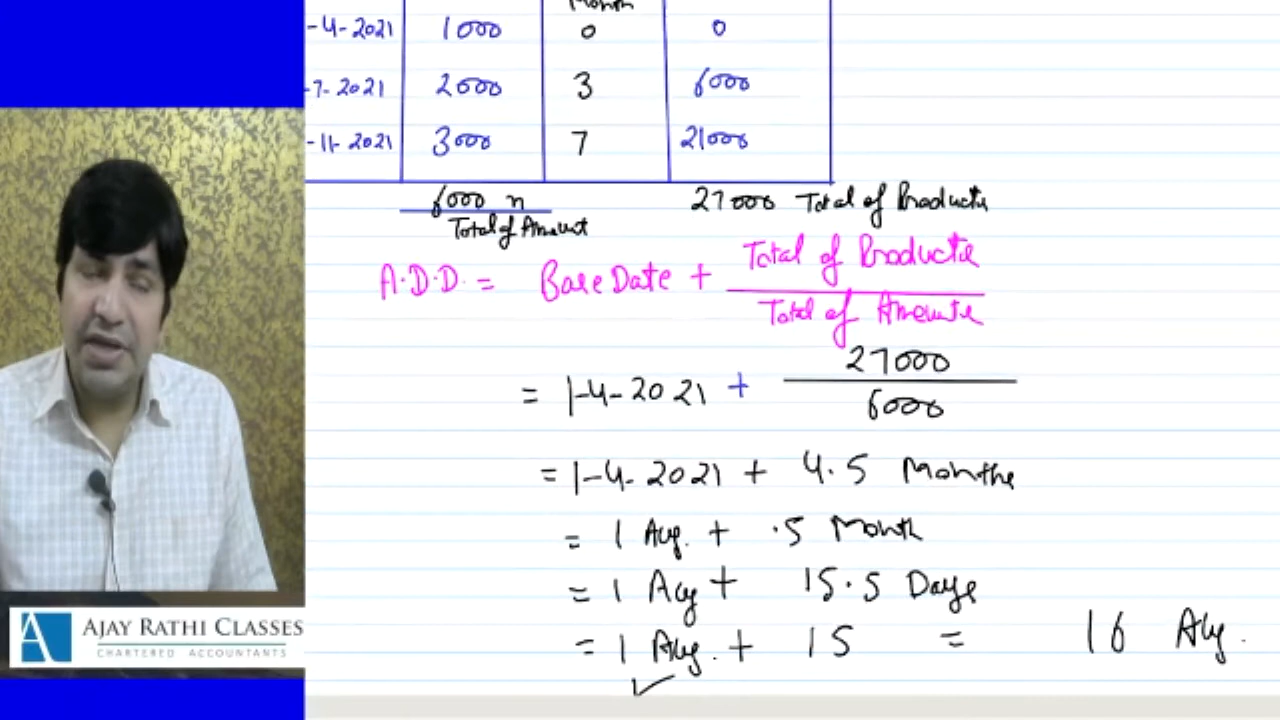 Month
-4-2021 1000 0 0
-7-2021 2000 3 6000
-11-2021 3000 7 21000
6000 27000 Total of Products
Total of Amount
A.D.D. = Base Date + Total of Products
Total of Amounts
= 1-4-2021 + 27000
6000
= 1-4-2021 + 4.5 Months
= 1 Aug. + .5 Month
= 1 Aug + 15.5 Days
= 1 Aug. + 15 = 16 Aug.
AJAY RATHI CLASSES
CHARTERED ACCOUNTANTS